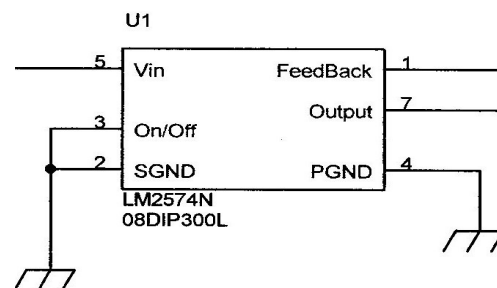 U1
5 Vin FeedBack 1
Output 7
3 On/Off
2 SGND PGND 4
LM2574N
08DIP300L